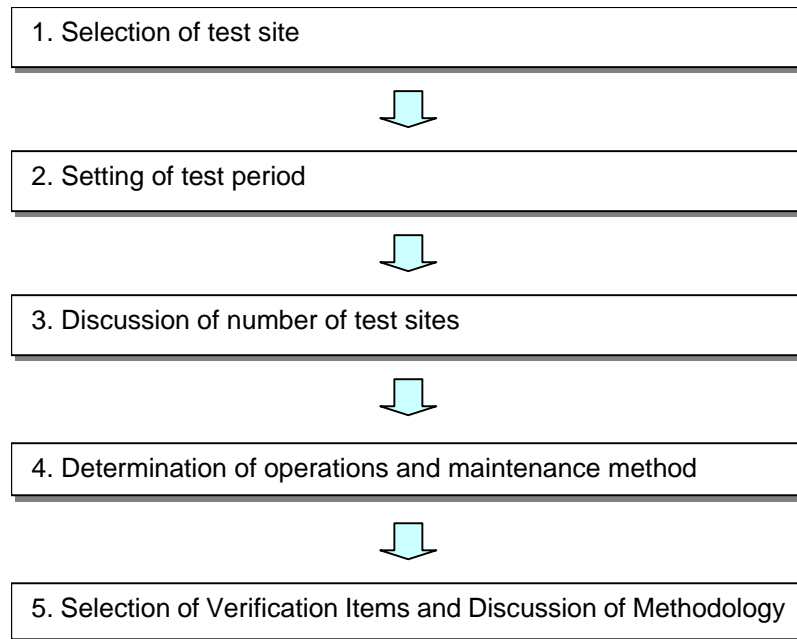 1. Selection of test site
2. Setting of test period
3. Discussion of number of test sites
4. Determination of operations and maintenance method
5. Selection of Verification Items and Discussion of Methodology